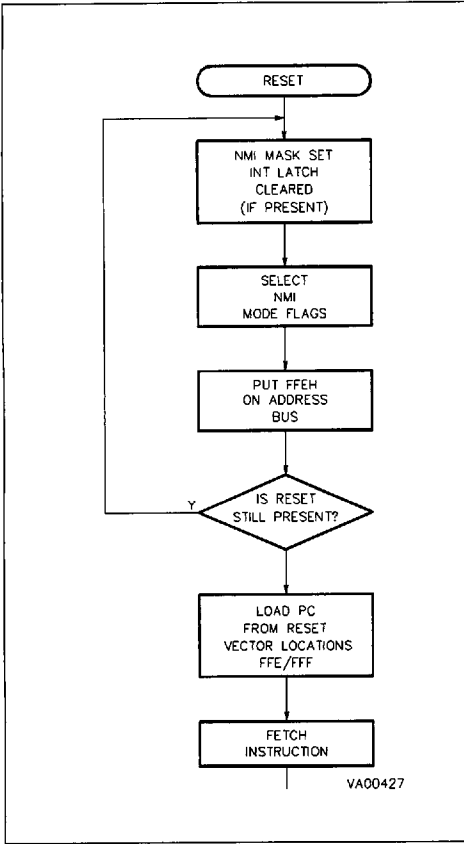 RESET
NMI MASK SET
INT LATCH
CLEARED
(IF PRESENT)
SELECT
NMI
MODE FLAGS
PUT FFEH
ON ADDRESS
BUS
IS RESET
STILL PRESENT?
Y
LOAD PC
FROM RESET
VECTOR LOCATIONS
FFE/FFF
FETCH
INSTRUCTION
VA00427